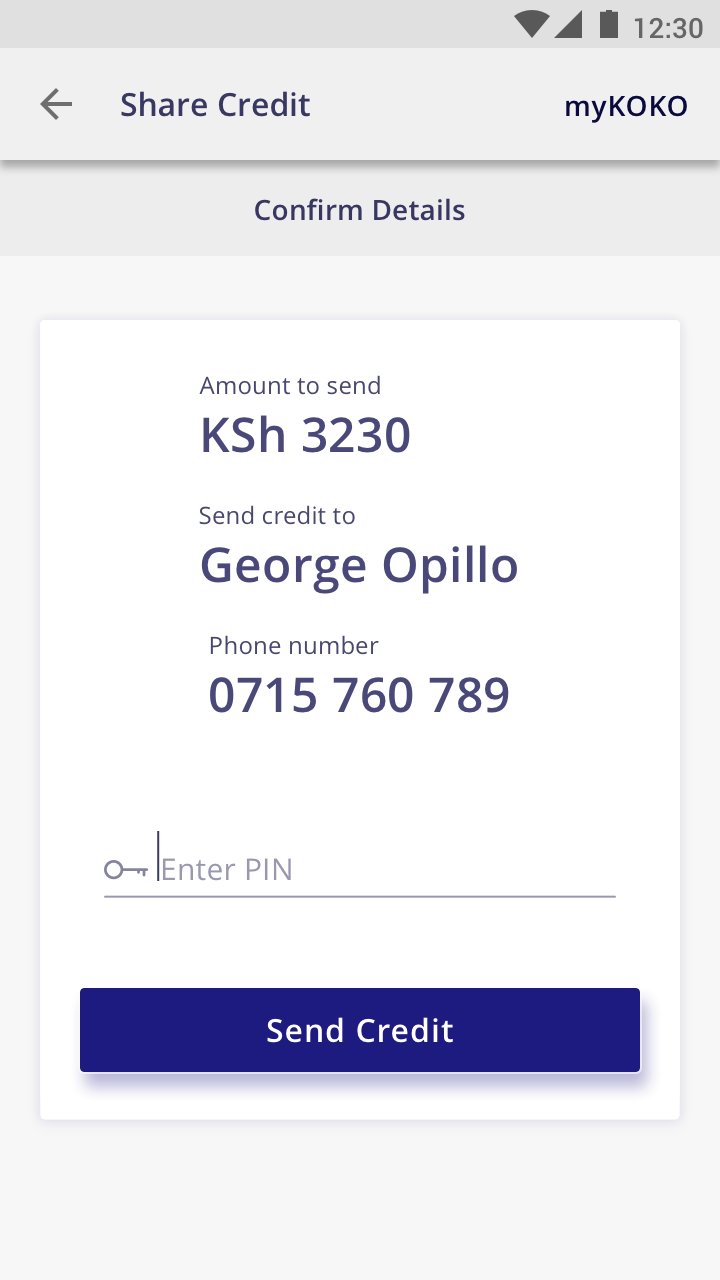 12:30
Share Credit
myKOKO
Confirm Details
Amount to send
KSh 3230
Send credit to
George Opillo
Phone number
0715 760 789
Enter PIN
Send Credit